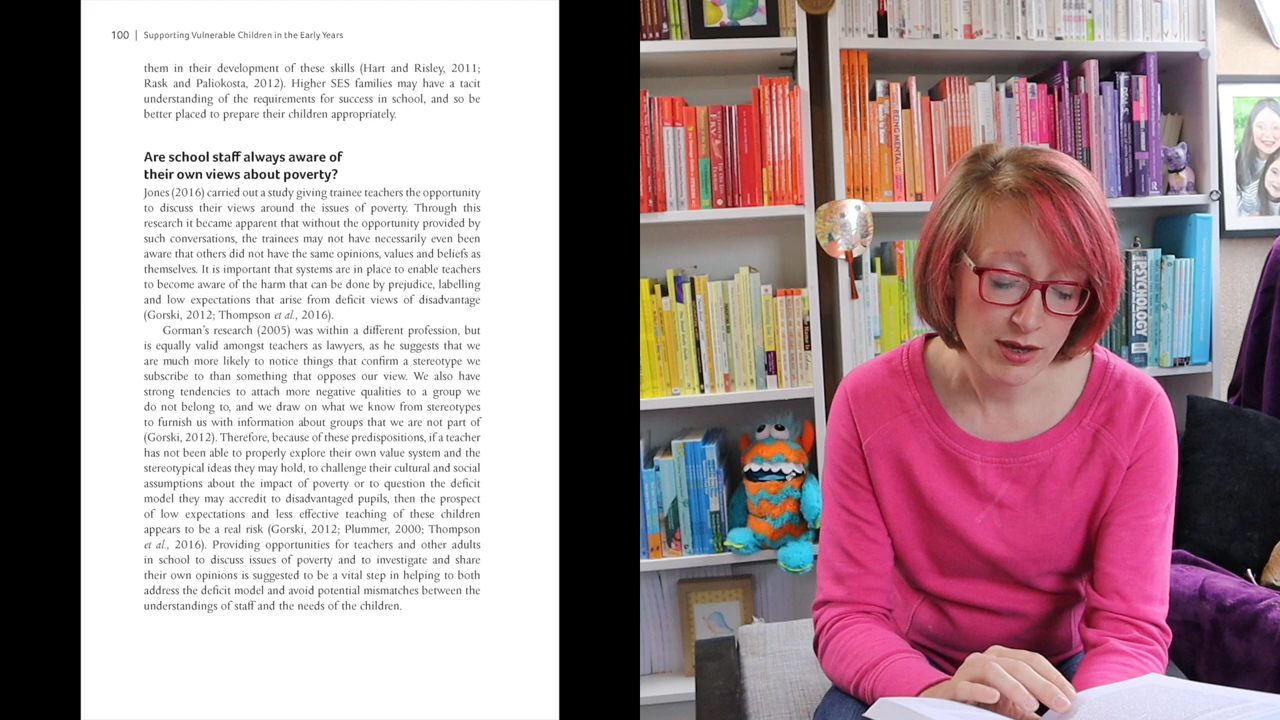 100 | Supporting Vulnerable Children in the Early Years
them in their development of these skills (Hart and Risley, 2011;
Rask and Paliokosta, 2012). Higher SES families may have a tacit
understanding of the requirements for success in school, and so be
better placed to prepare their children appropriately.
Are school staff always aware of
their own views about poverty?
Jones (2016) carried out a study giving trainee teachers the opportunity
to discuss their views around the issues of poverty. Through this
research it became apparent that without the opportunity provided by
such conversations, the trainees may not have necessarily even been
aware that others did not have the same opinions, values and beliefs as
themselves. It is important that systems are in place to enable teachers
to become aware of the harm that can be done by prejudice, labelling
and low expectations that arise from deficit views of disadvantage
(Gorski, 2012; Thompson et al., 2016).
Gorman's research (2005) was within a different profession, but
is equally valid amongst teachers as lawyers, as he suggests that we
are much more likely to notice things that confirm a stereotype we
subscribe to than something that opposes our view. We also have
strong tendencies to attach more negative qualities to a group we
do not belong to, and we draw on what we know from stereotypes
to furnish us with information about groups that we are not part of
(Gorski, 2012). Therefore, because of these predispositions, if a teacher
has not been able to properly explore their own value system and the
stereotypical ideas they may hold, to challenge their cultural and social
assumptions about the impact of poverty or to question the deficit
model they may accredit to disadvantaged pupils, then the prospect
of low expectations and less effective teaching of these children
appears to be a real risk (Gorski, 2012; Plummer, 2000; Thompson
et al., 2016). Providing opportunities for teachers and other adults
in school to discuss issues of poverty and to investigate and share
their own opinions is suggested to be a vital step in helping to both
address the deficit model and avoid potential mismatches between the
understandings of staff and the needs of the children.
PSYCHOLOGY